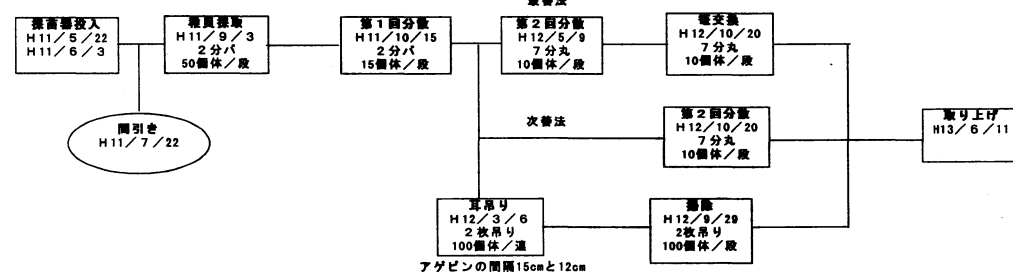 採苗器投入
H11/5/22
H11/6/3
稚貝採取
H11/9/3
2分パ
50個体/段
間引き
H11/7/22
第1回分散
H11/10/15
2分パ
15個体/段
最善法
第2回分散
H12/5/9
7分丸
10個体/段
篭交換
H12/10/20
7分丸
10個体/段
次善法
第2回分散
H12/10/20
7分丸
10個体/段
耳吊り
H12/3/6
2枚吊り
100個体/連
アゲピンの間隔15cmと12cm
掃除
H12/9/29
2枚吊り
100個体/段
取り上げ
H13/6/11